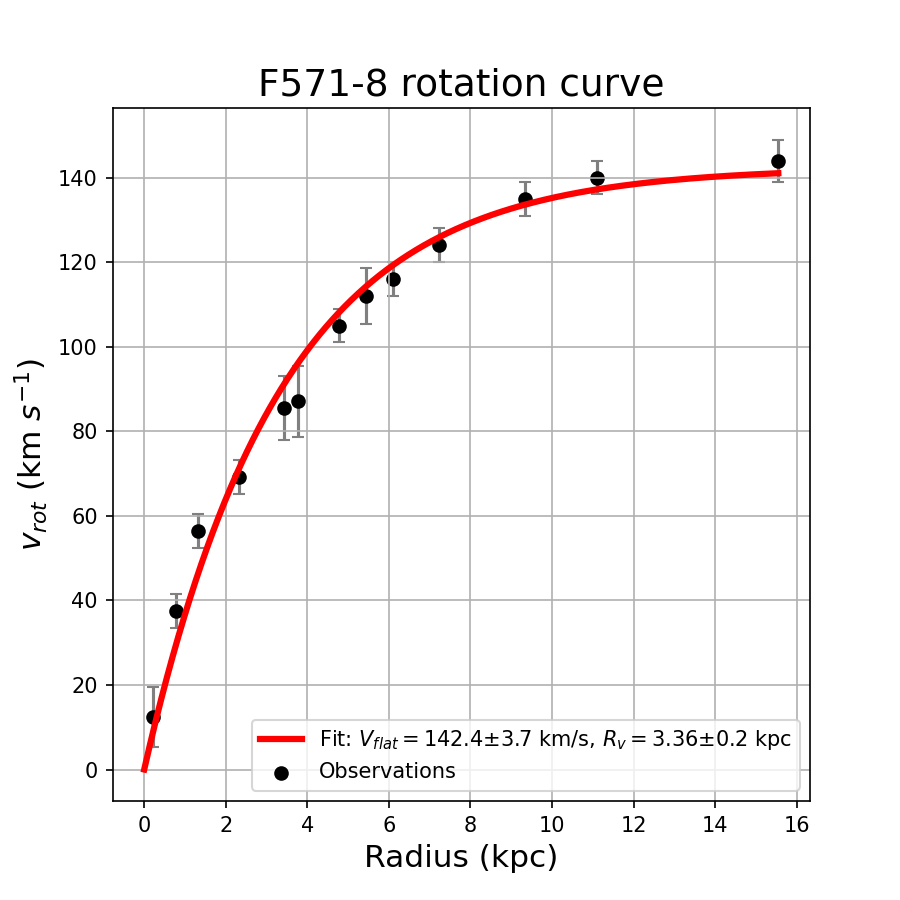 F571-8 rotation curve
140
120
100
80
60
40
20
0
v_rot (km s⁻¹)
Fit: V_flat = 142.4±3.7 km/s, R_v = 3.36±0.2 kpc
Observations
0 2 4 6 8 10 12 14 16
Radius (kpc)